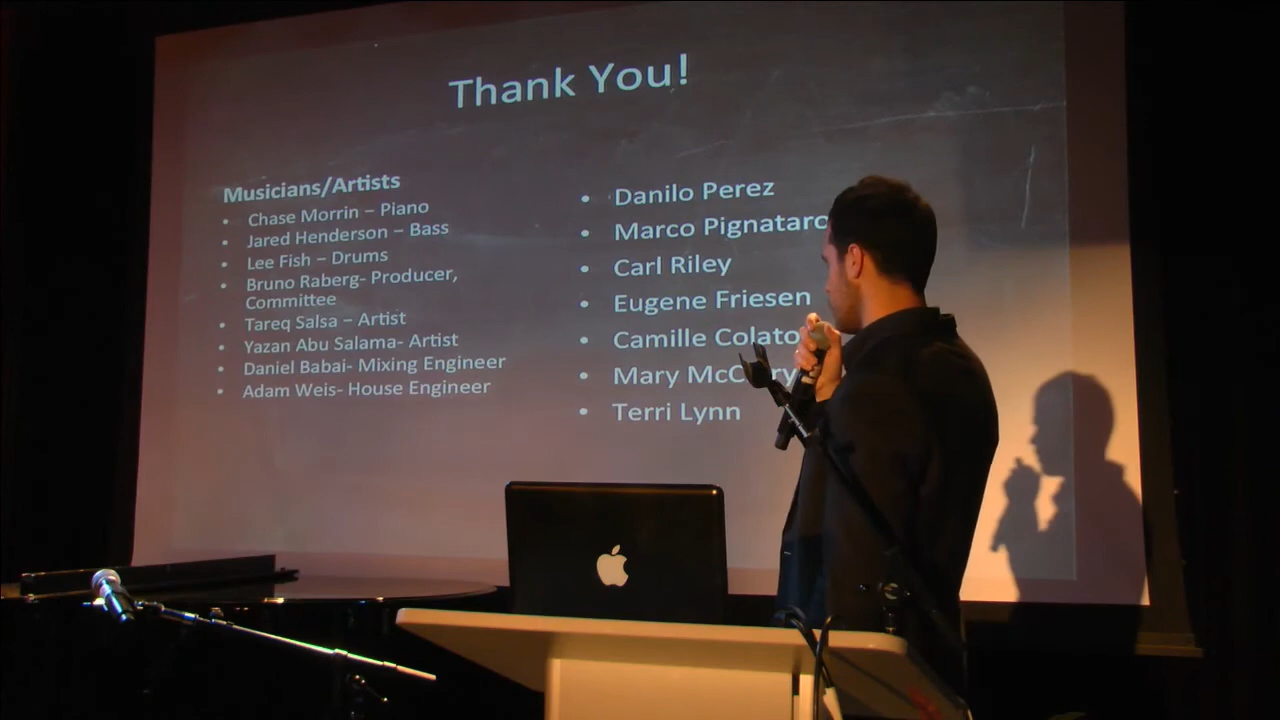 Thank You!
Musicians/Artists
• Chase Morrin – Piano
• Jared Henderson – Bass
• Lee Fish – Drums
• Bruno Raberg- Producer,
Committee
• Tareq Salsa – Artist
• Yazan Abu Salama- Artist
• Daniel Babai- Mixing Engineer
• Adam Weis- House Engineer
• Danilo Perez
• Marco Pignataro
• Carl Riley
• Eugene Friesen
• Camille
• Mary
• Terri Lynn